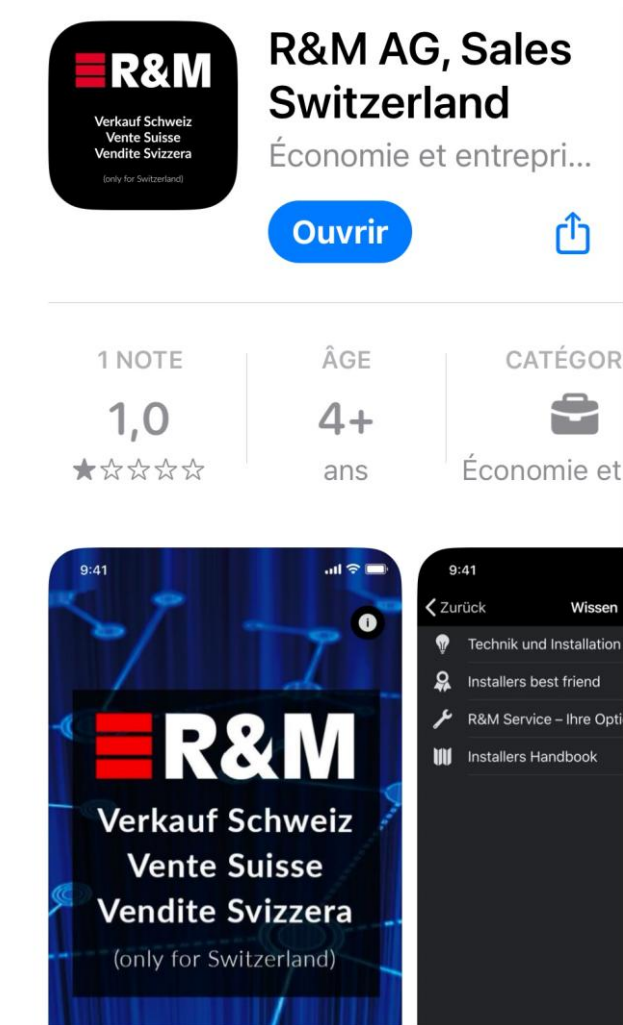 R&M
Verkauf Schweiz
Vente Suisse
Vendite Svizzera
(only for Switzerland)
R&M AG, Sales
Switzerland
Économie et entrepri...
Ouvrir
1 NOTE
1,0
ÂGE
4+
ans
CATÉGOR
Économie et
9:41
R&M
Verkauf Schweiz
Vente Suisse
Vendite Svizzera
(only for Switzerland)
9:41
Zurück
Wissen
Technik und Installation
Installers best friend
R&M Service – Ihre Opti
Installers Handbook